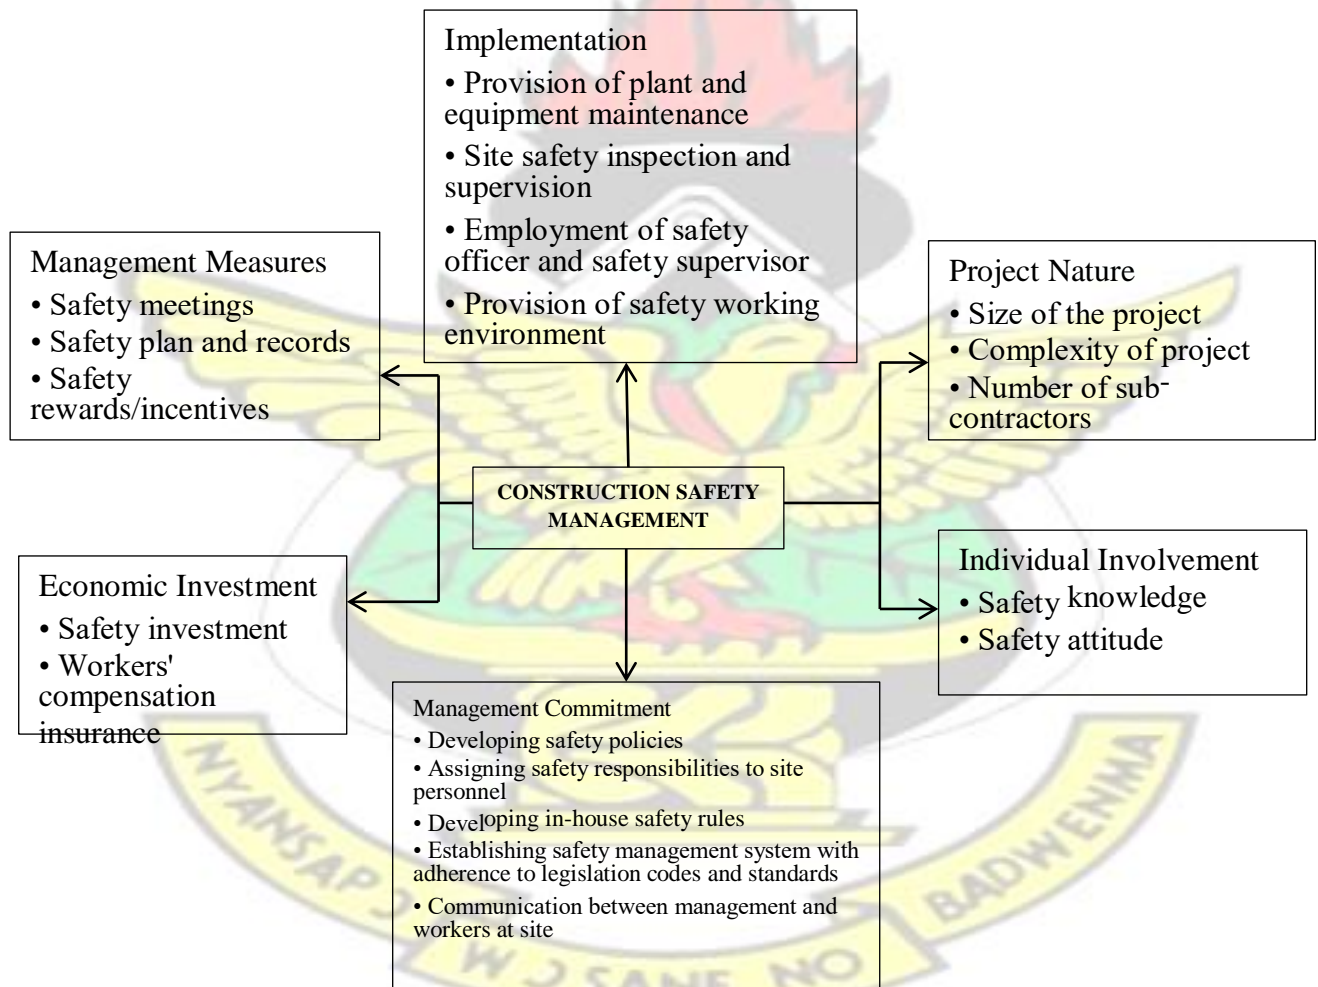 Implementation
• Provision of plant and
equipment maintenance
• Site safety inspection and
supervision
• Employment of safety
officer and safety supervisor
• Provision of safety working
environment
Management Measures
• Safety meetings
• Safety plan and records
• Safety
rewards/incentives
Project Nature
• Size of the project
• Complexity of project
• Number of sub-
contractors
CONSTRUCTION SAFETY
MANAGEMENT
Economic Investment
• Safety investment
• Workers'
compensation
insurance
Individual Involvement
• Safety knowledge
• Safety attitude
Management Commitment
• Developing safety policies
• Assigning safety responsibilities to site
personnel
• Developing in-house safety rules
• Establishing safety management system with
adherence to legislation codes and standards
• Communication between management and
workers at site
NYANSAPƆ
WƆSANE NO
BADWENMA